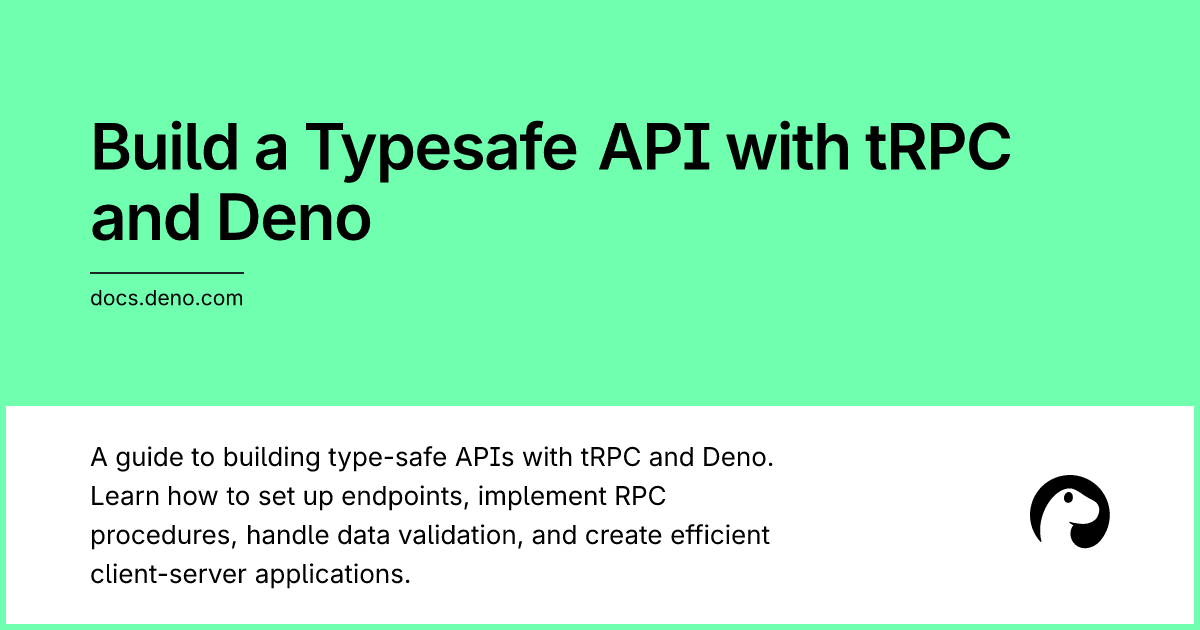 Build a Typesafe API with tRPC
and Deno
docs.deno.com
A guide to building type-safe APIs with tRPC and Deno.
Learn how to set up endpoints, implement RPC
procedures, handle data validation, and create efficient
client-server applications.